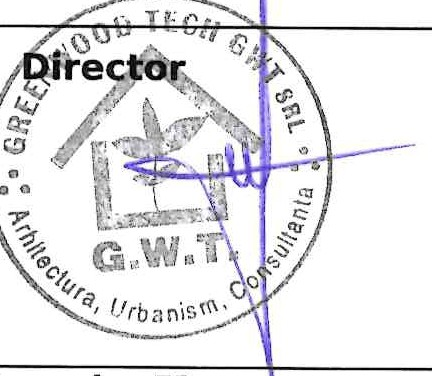 Director
GREENWOOD TECH GWT SRL
G.W.T.
Arhitectura, Urbanism, Consultanta